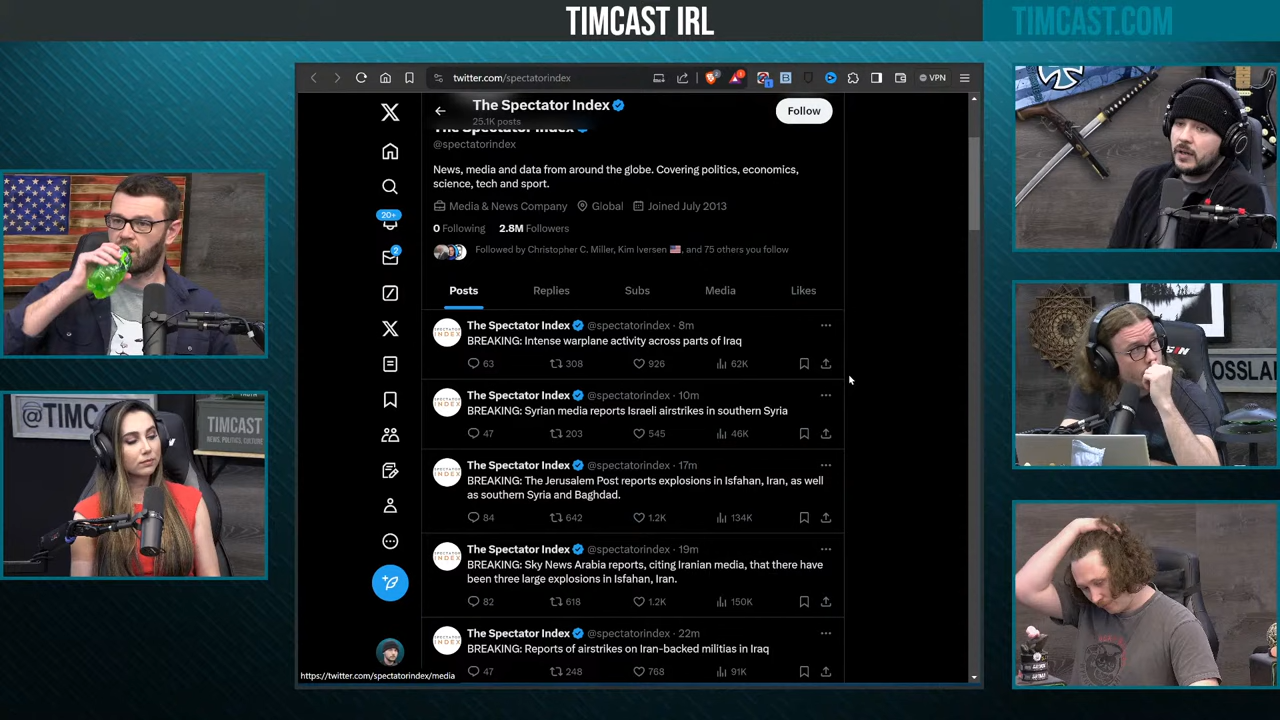 TIMCAST IRL
TIMCAST.COM
twitter.com/spectatorindex
VPN
The Spectator Index
25.1K posts
Follow
The Spectator Index
@spectatorindex
News, media and data from around the globe. Covering politics, economics,
science, tech and sport.
Media & News Company Global Joined July 2013
0 Following 2.8M Followers
Followed by Christopher C. Miller, Kim Iversen 🇺🇸, and 75 others you follow
Posts Replies Subs Media Likes
20+
2
The Spectator Index @spectatorindex · 8m
BREAKING: Intense warplane activity across parts of Iraq
63 308 926 62K
The Spectator Index @spectatorindex · 10m
BREAKING: Syrian media reports Israeli airstrikes in southern Syria
47 203 545 46K
The Spectator Index @spectatorindex · 17m
BREAKING: The Jerusalem Post reports explosions in Isfahan, Iran, as well
as southern Syria and Baghdad.
84 642 1.2K 134K
The Spectator Index @spectatorindex · 19m
BREAKING: Sky News Arabia reports, citing Iranian media, that there have
been three large explosions in Isfahan, Iran.
82 618 1.2K 150K
The Spectator Index @spectatorindex · 22m
BREAKING: Reports of airstrikes on Iran-backed militias in Iraq
47 248 768 91K
https://twitter.com/spectatorindex/media
@TIMC
TIMCAST
NEWS, POLITICS, CULTURE
OSSLA